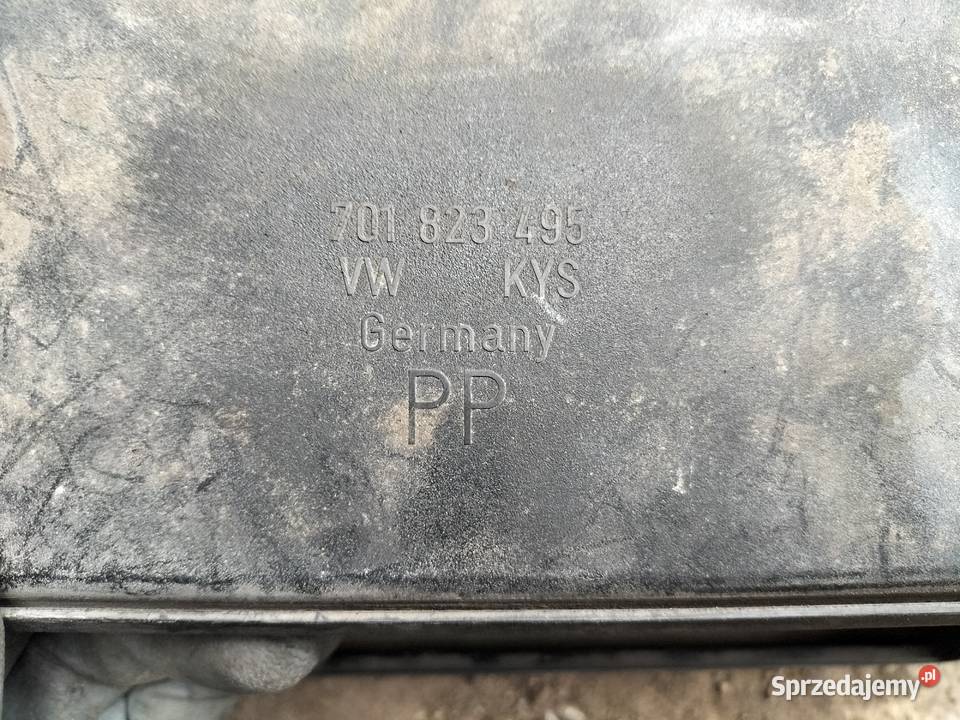 701 823 495
VW KYS
Germany
PP
Sprzedajemy.pl